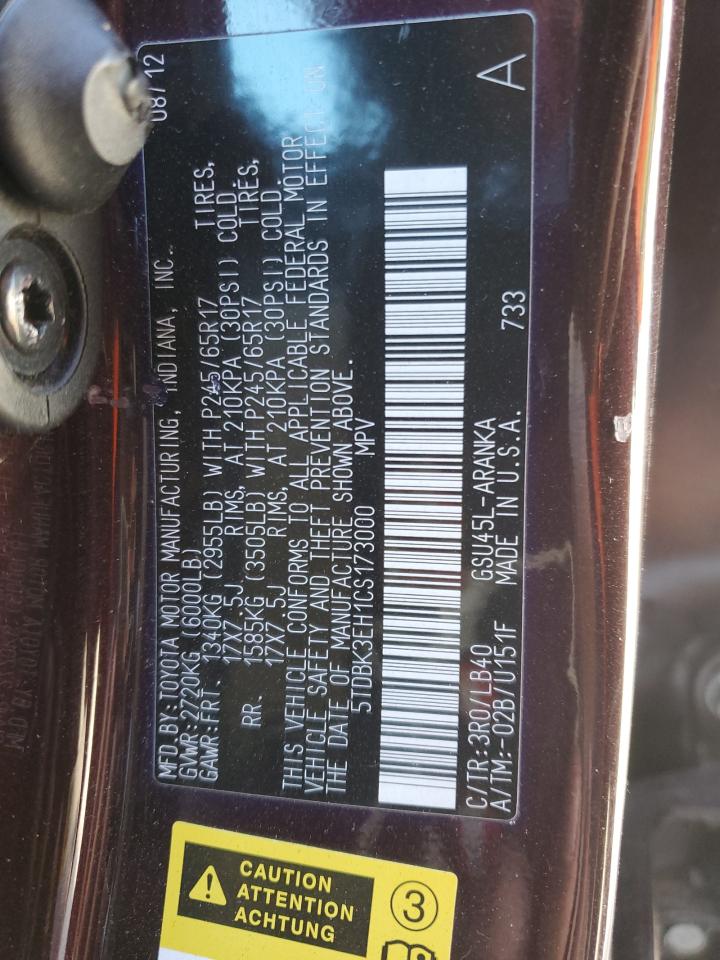 MFD.BY:TOYOTA MOTOR MANUFACTURING, INDIANA, INC. 08/12
GVWR:2720KG (6000LB)
GAWR:FRT. 1340KG (2955LB) WITH P245/65R17 TIRES,
17X7.5J RIMS, AT 210KPA (30PSI) COLD.
RR. 1585KG (3505LB) WITH P245/65R17 TIRES,
17X7.5J RIMS, AT 210KPA (30PSI) COLD.
THIS VEHICLE CONFORMS TO ALL APPLICABLE FEDERAL MOTOR
VEHICLE SAFETY AND THEFT PREVENTION STANDARDS IN EFFECT ON
THE DATE OF MANUFACTURE SHOWN ABOVE.
5TDBK3EH1CS173000 MPV
C/TR:3R0/LB40 GSU45L-ARANKA 733 A
A/TM:-02B/U151F MADE IN U.S.A.
CAUTION
ATTENTION
ACHTUNG
3